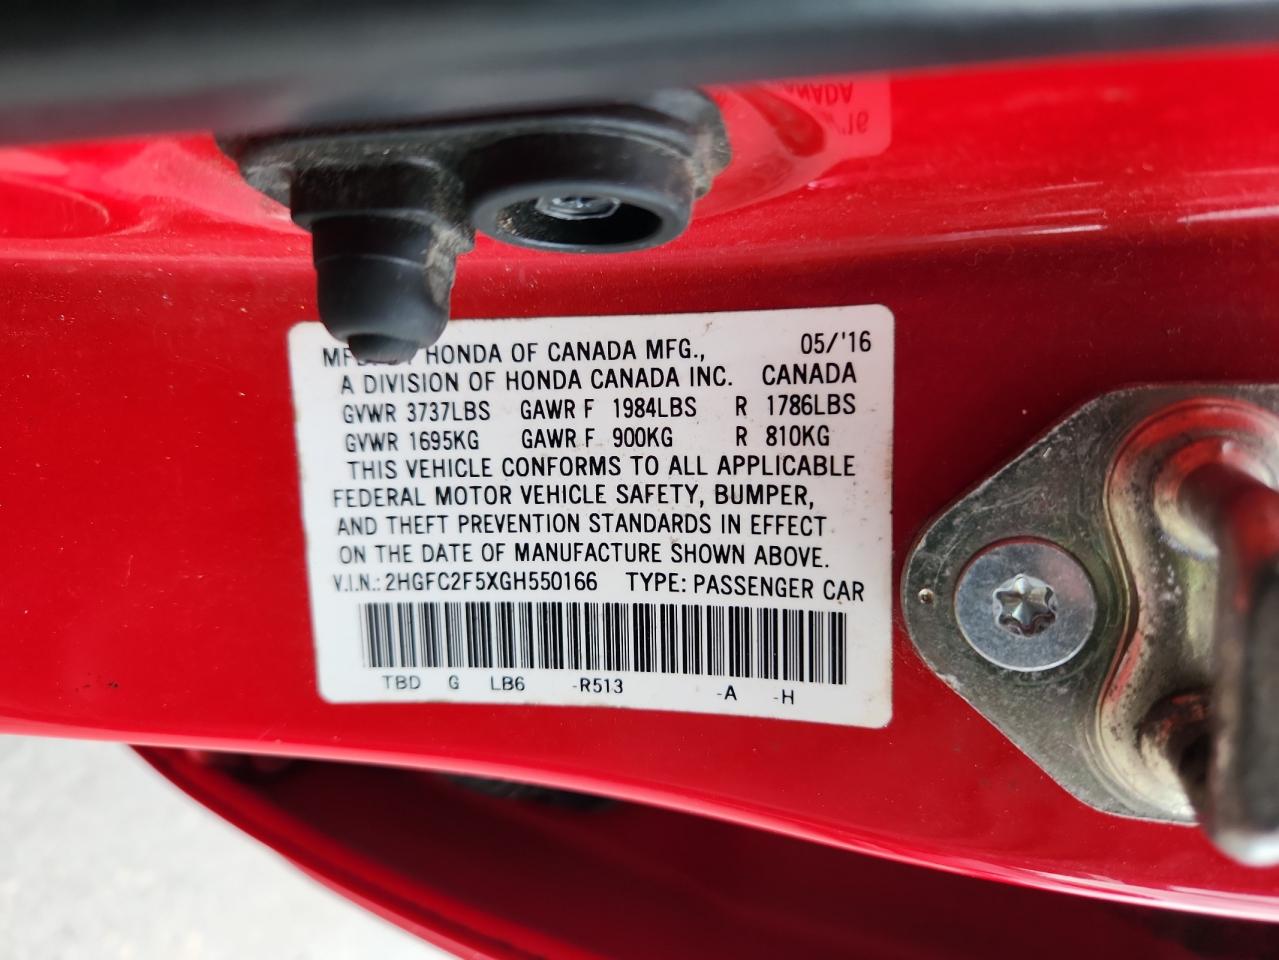 HONDA OF CANADA MFG., 05/'16
A DIVISION OF HONDA CANADA INC. CANADA
GVWR 3737LBS GAWR F 1984LBS R 1786LBS
GVWR 1695KG GAWR F 900KG R 810KG
THIS VEHICLE CONFORMS TO ALL APPLICABLE
FEDERAL MOTOR VEHICLE SAFETY, BUMPER,
AND THEFT PREVENTION STANDARDS IN EFFECT
ON THE DATE OF MANUFACTURE SHOWN ABOVE.
V.I.N.: 2HGFC2F5XGH550166 TYPE: PASSENGER CAR
TBD G LB6 -R513 -A -H